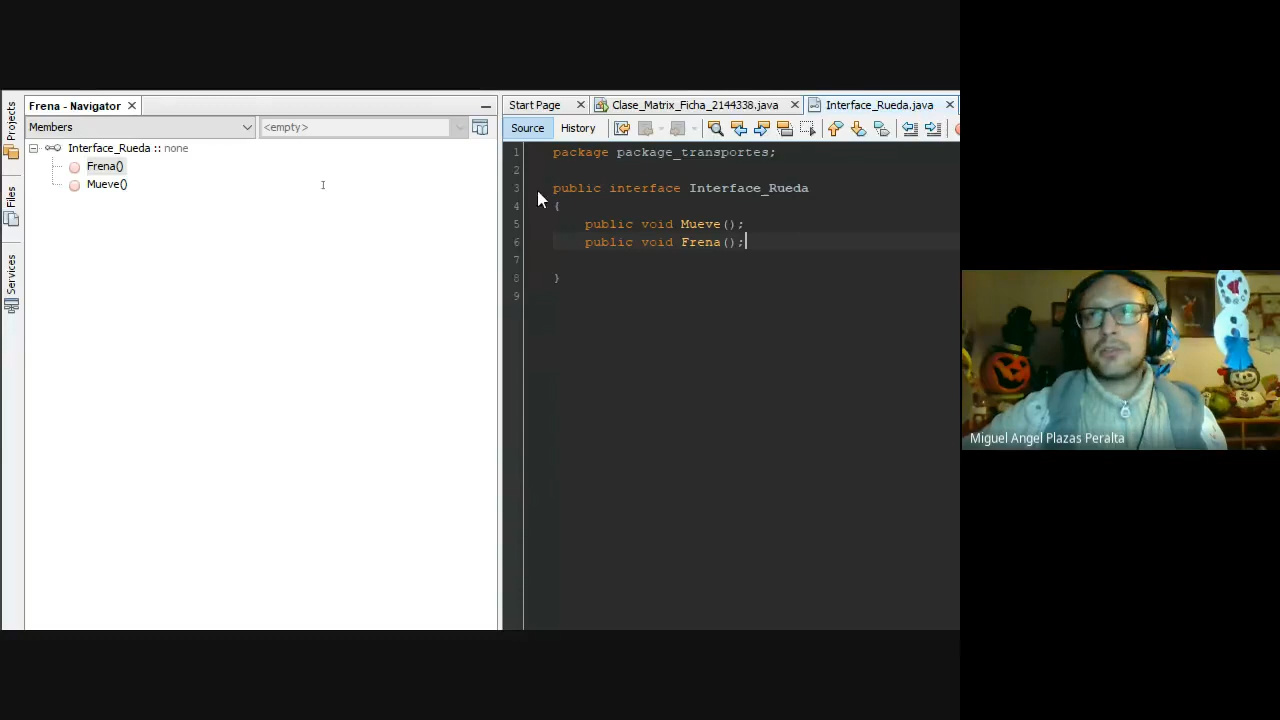 Projects
Files
Services
Frena - Navigator
Members
<empty>
Interface_Rueda :: none
Frena()
Mueve()
Start Page
Clase_Matrix_Ficha_2144338.java
Interface_Rueda.java
Source
History
1 package package_transportes;
2
3 public interface Interface_Rueda
4 {
5 public void Mueve();
6 public void Frena();
7
8 }
9
Miguel Angel Plazas Peralta